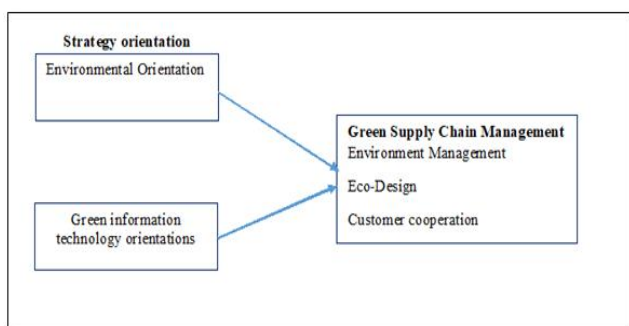 Strategy orientation
Environmental Orientation
Green Supply Chain Management
Environment Management
Eco-Design
Customer cooperation
Green information
technology orientations